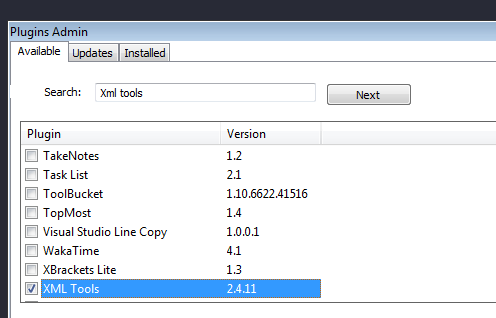 Plugins Admin
Available Updates Installed
Search: Xml tools Next
Plugin Version
TakeNotes 1.2
Task List 2.1
ToolBucket 1.10.6622.41516
TopMost 1.4
Visual Studio Line Copy 1.0.0.1
WakaTime 4.1
XBrackets Lite 1.3
XML Tools 2.4.11